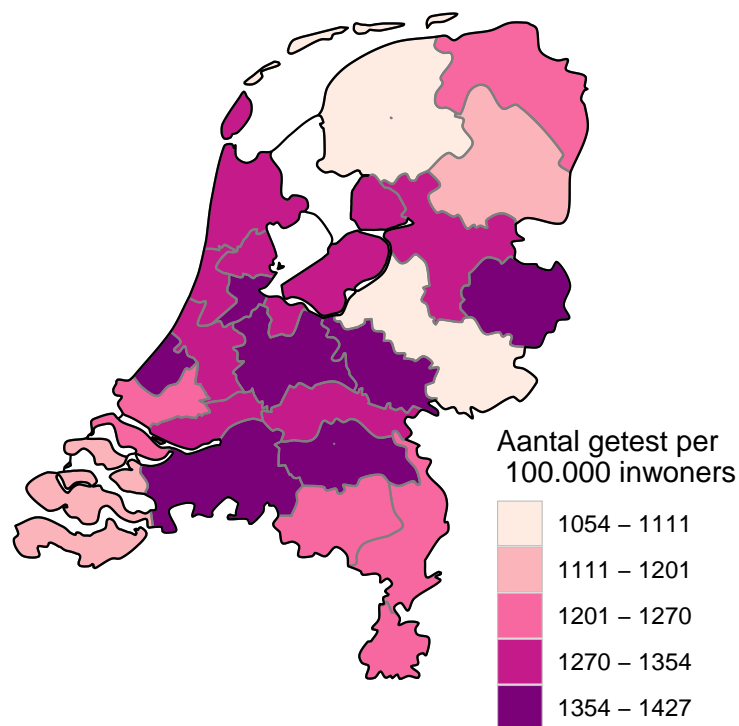 Aantal getest per
100.000 inwoners
1054 – 1111
1111 – 1201
1201 – 1270
1270 – 1354
1354 – 1427